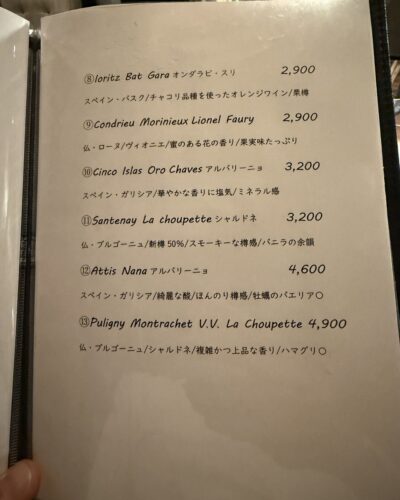 ⑧Ioritz Bat Gara オンダラビ・スリ 2,900
スペイン・バスク/チャコリ品種を使ったオレンジワイン/栗樽
⑨Condrieu Morinieux Lionel Faury 2,900
仏・ローヌ/ヴィオニエ/蜜のある花の香り/果実味たっぷり
⑩Cinco Islas Oro Chaves アルバリーニョ 3,200
スペイン・ガリシア/華やかな香りに塩気/ミネラル感
⑪Santenay La choupette シャルドネ 3,200
仏・ブルゴーニュ/新樽50%/スモーキーな樽感/バニラの余韻
⑫Attis Nana アルバリーニョ 4,600
スペイン・ガリシア/綺麗な酸/ほんのり樽感/牡蠣のパエリア〇
⑬Puligny Montrachet V.V. La Choupette 4,900
仏・ブルゴーニュ/シャルドネ/複雑かつ上品な香り/ハマグリ〇